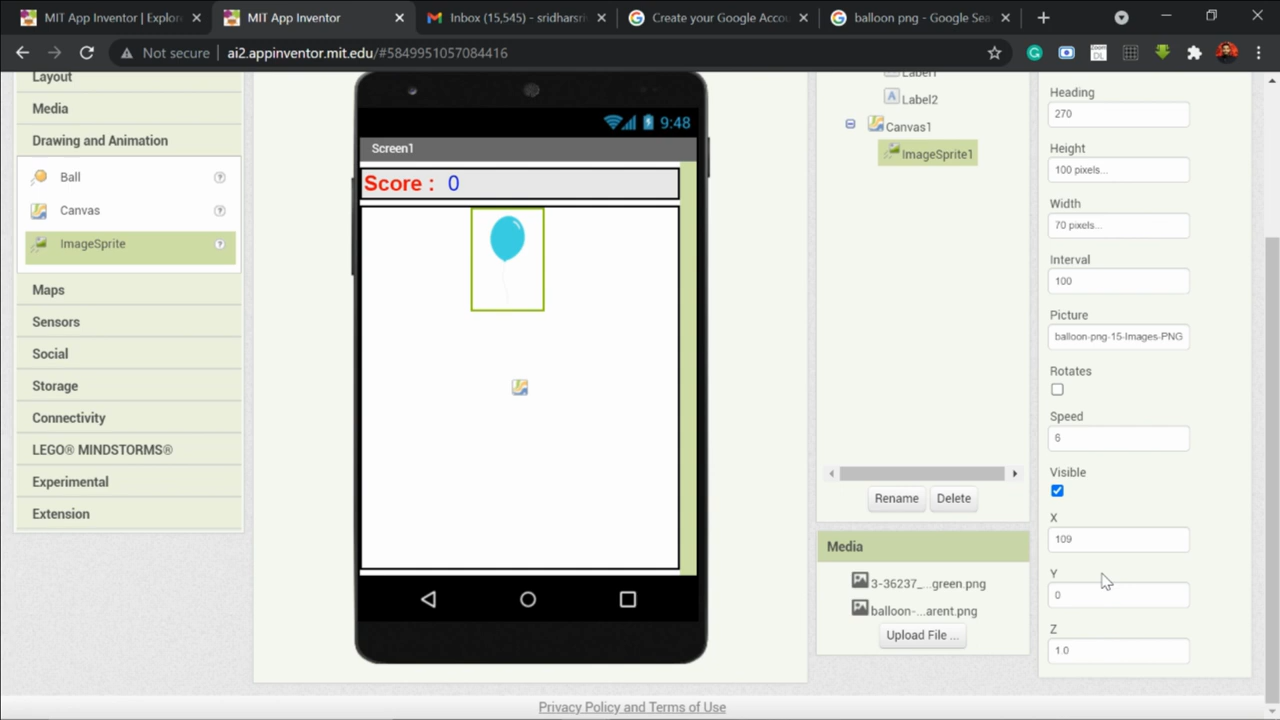 MIT App Inventor | Explor
MIT App Inventor
Inbox (15,545) - sridharsri
Create your Google Accou
balloon png - Google Sea
Not secure
ai2.appinventor.mit.edu/#5849951057084416
Layout
Media
Drawing and Animation
Ball
Canvas
ImageSprite
Maps
Sensors
Social
Storage
Connectivity
LEGO® MINDSTORMS®
Experimental
Extension
9:48
Screen1
Score : 0
Label1
Label2
Canvas1
ImageSprite1
Rename
Delete
Media
3-36237_...green.png
balloon-...arent.png
Upload File ...
Heading
270
Height
100 pixels...
Width
70 pixels...
Interval
100
Picture
balloon-png-15-Images-PNG
Rotates
Speed
6
Visible
X
109
Y
0
Z
1.0
Privacy Policy and Terms of Use